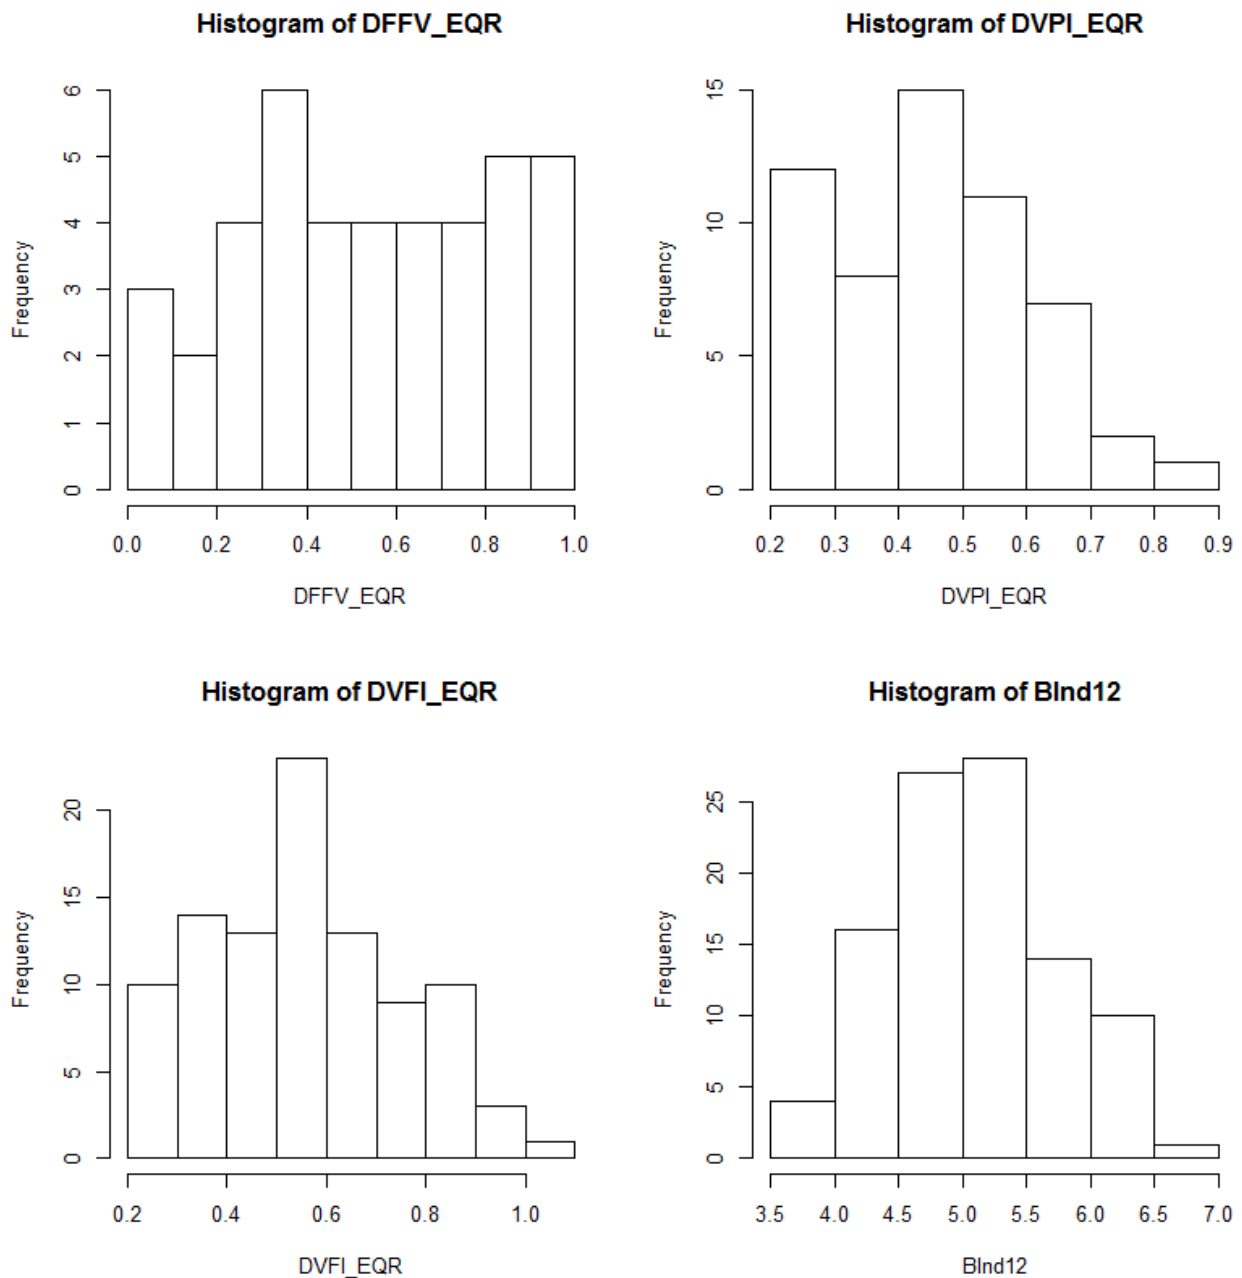 Histogram of DFFV_EQR
Frequency
0
1
2
3
4
5
6
0.0 0.2 0.4 0.6 0.8 1.0
DFFV_EQR
Histogram of DVPI_EQR
Frequency
0
5
10
15
0.2 0.3 0.4 0.5 0.6 0.7 0.8 0.9
DVPI_EQR
Histogram of DVFI_EQR
Frequency
0
5
10
15
20
0.2 0.4 0.6 0.8 1.0
DVFI_EQR
Histogram of BInd12
Frequency
0
5
10
15
20
25
3.5 4.0 4.5 5.0 5.5 6.0 6.5 7.0
BInd12